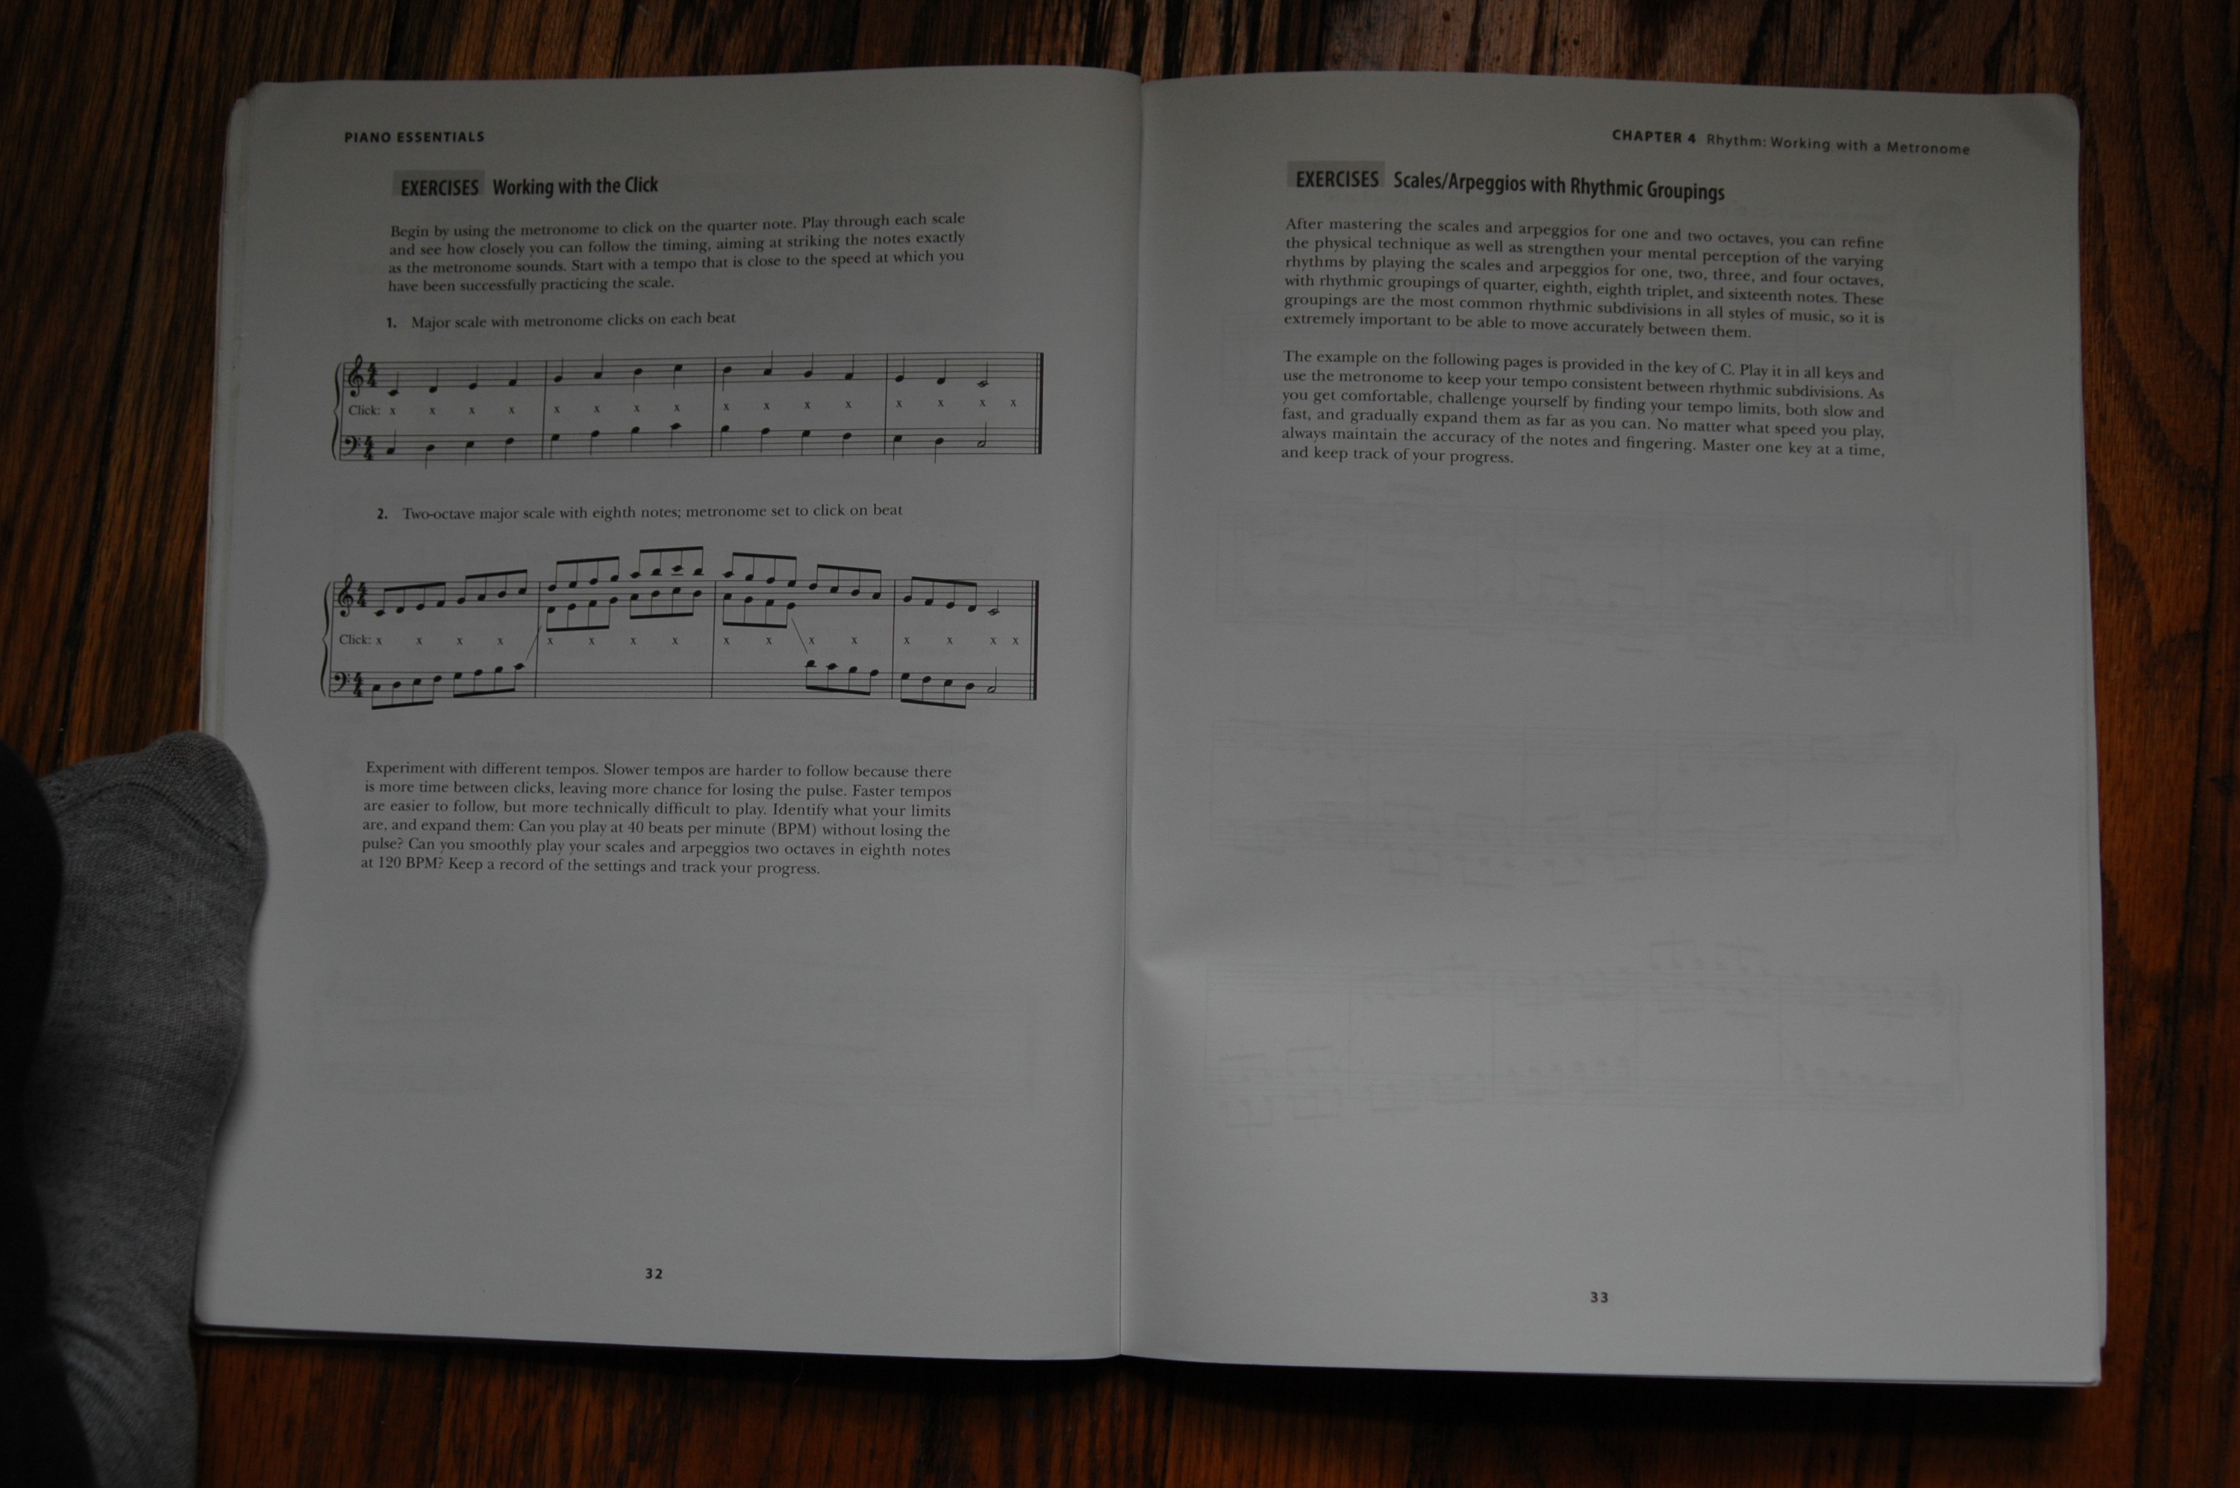 PIANO ESSENTIALS
EXERCISES Working with the Click
Begin by using the metronome to click on the quarter note. Play through each scale
and see how closely you can follow the timing, aiming at striking the notes exactly
as the metronome sounds. Start with a tempo that is close to the speed at which you
have been successfully practicing the scale.
1. Major scale with metronome clicks on each beat
Click: x x x x x x x x x x x x x x x x
2. Two-octave major scale with eighth notes; metronome set to click on beat
Click: x x x x x x x x x x x x x x x x
Experiment with different tempos. Slower tempos are harder to follow because there
is more time between clicks, leaving more chance for losing the pulse. Faster tempos
are easier to follow, but more technically difficult to play. Identify what your limits
are, and expand them: Can you play at 40 beats per minute (BPM) without losing the
pulse? Can you smoothly play your scales and arpeggios two octaves in eighth notes
at 120 BPM? Keep a record of the settings and track your progress.
32
CHAPTER 4 Rhythm: Working with a Metronome
EXERCISES Scales/Arpeggios with Rhythmic Groupings
After mastering the scales and arpeggios for one and two octaves, you can refine
the physical technique as well as strengthen your mental perception of the varying
rhythms by playing the scales and arpeggios for one, two, three, and four octaves,
with rhythmic groupings of quarter, eighth, eighth triplet, and sixteenth notes. These
groupings are the most common rhythmic subdivisions in all styles of music, so it is
extremely important to be able to move accurately between them.
The example on the following pages is provided in the key of C. Play it in all keys and
use the metronome to keep your tempo consistent between rhythmic subdivisions. As
you get comfortable, challenge yourself by finding your tempo limits, both slow and
fast, and gradually expand them as far as you can. No matter what speed you play,
always maintain the accuracy of the notes and fingering. Master one key at a time,
and keep track of your progress.
33